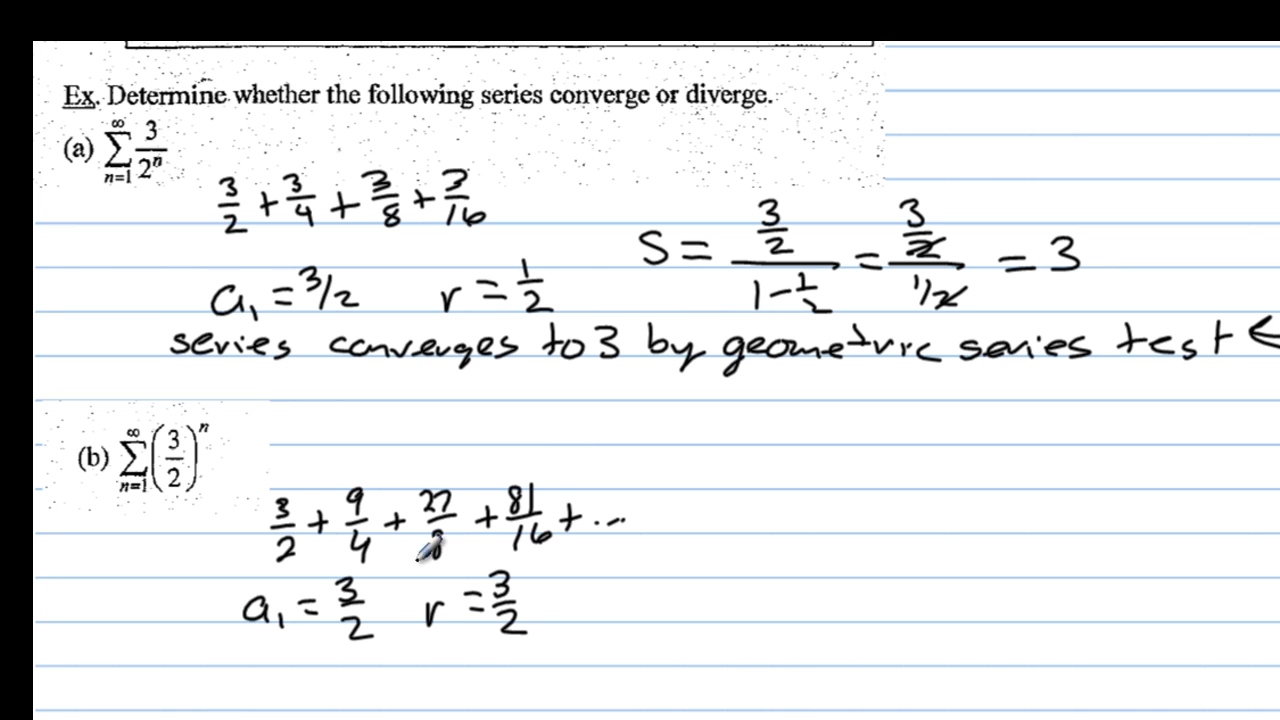 Ex. Determine whether the following series converge or diverge.
(a) ∑_{n=1}^{∞} 3/2^n
3/2 + 3/4 + 3/8 + 3/16
S = (3/2)/(1-1/2) = (3/2)/(1/2) = 3
a₁ = 3/2 r = 1/2
series converges to 3 by geometric series test ←
(b) ∑_{n=1}^{∞} (3/2)^n
3/2 + 9/4 + 27/8 + 81/16 + ...
a₁ = 3/2 r = 3/2